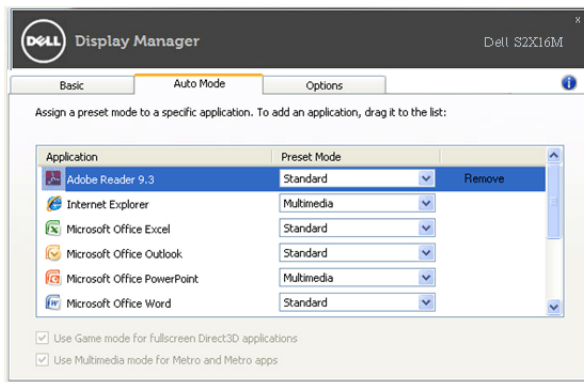 DELL Display Manager Dell S2X16M
Basic Auto Mode Options
Assign a preset mode to a specific application. To add an application, drag it to the list:
Application Preset Mode
Adobe Reader 9.3 Standard Remove
Internet Explorer Multimedia
Microsoft Office Excel Standard
Microsoft Office Outlook Standard
Microsoft Office PowerPoint Multimedia
Microsoft Office Word Standard
Use Game mode for fullscreen Direct3D applications
Use Multimedia mode for Metro and Metro apps